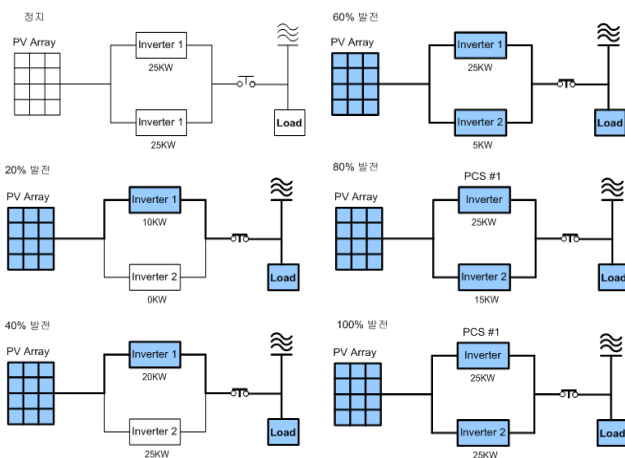 정지
PV Array
Inverter 1
25KW
Inverter 1
25KW
Load
60% 발전
PV Array
Inverter 1
25KW
Inverter 2
5KW
Load
20% 발전
PV Array
Inverter 1
10KW
Inverter 2
0KW
Load
80% 발전
PV Array
PCS #1
Inverter
25KW
Inverter 2
15KW
Load
40% 발전
PV Array
Inverter 1
20KW
Inverter 2
25KW
Load
100% 발전
PV Array
PCS #1
Inverter
25KW
Inverter 2
25KW
Load